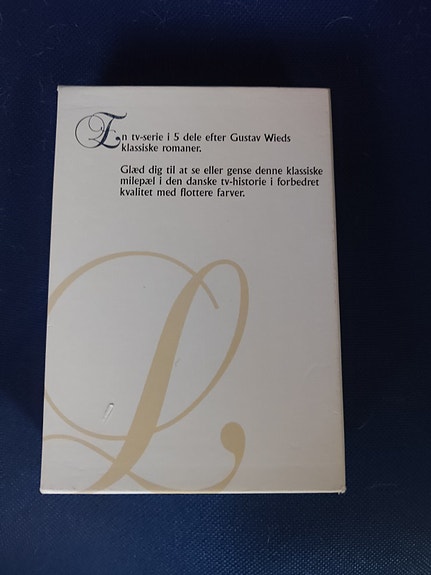 En tv-serie i 5 dele efter Gustav Wieds
klassiske romaner.
Glæd dig til at se eller gense denne klassiske
milepæl i den danske tv-historie i forbedret
kvalitet med flottere farver.
L